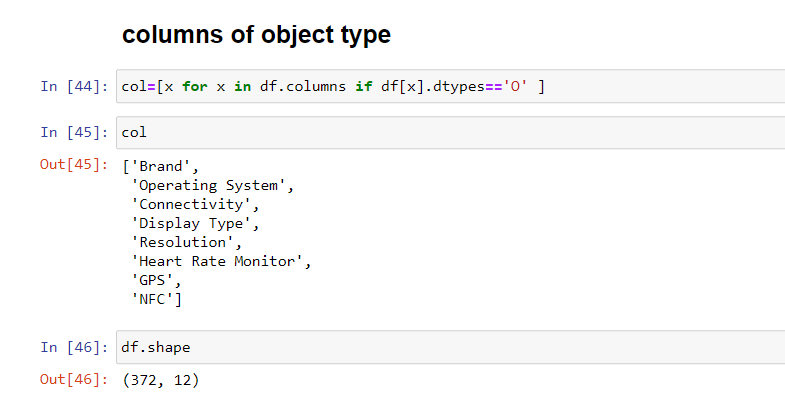 columns of object type
In [44]: col=[x for x in df.columns if df[x].dtypes=='O' ]
In [45]: col
Out[45]: ['Brand',
'Operating System',
'Connectivity',
'Display Type',
'Resolution',
'Heart Rate Monitor',
'GPS',
'NFC']
In [46]: df.shape
Out[46]: (372, 12)